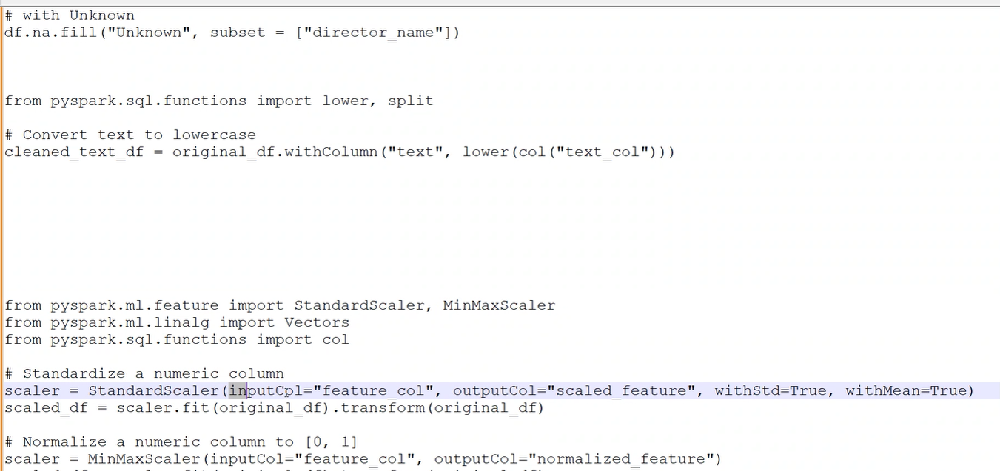 # with Unknown
df.na.fill("Unknown", subset = ["director_name"])
from pyspark.sql.functions import lower, split
# Convert text to lowercase
cleaned_text_df = original_df.withColumn("text", lower(col("text_col")))
from pyspark.ml.feature import StandardScaler, MinMaxScaler
from pyspark.ml.linalg import Vectors
from pyspark.sql.functions import col
# Standardize a numeric column
scaler = StandardScaler(inputCol="feature_col", outputCol="scaled_feature", withStd=True, withMean=True)
scaled_df = scaler.fit(original_df).transform(original_df)
# Normalize a numeric column to [0, 1]
scaler = MinMaxScaler(inputCol="feature_col", outputCol="normalized_feature")